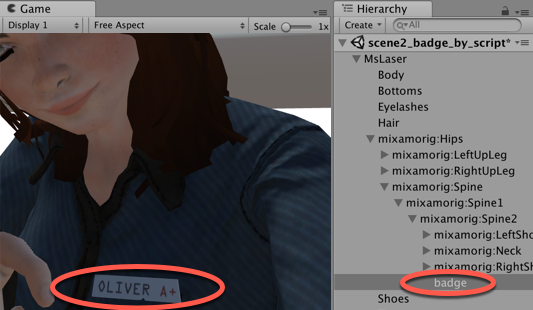 Game
Display 1
Free Aspect
Scale
1x
OLIVER A+
Hierarchy
Create
All
scene2_badge_by_script*
MsLaser
Body
Bottoms
Eyelashes
Hair
mixamorig:Hips
mixamorig:LeftUpLeg
mixamorig:RightUpLeg
mixamorig:Spine
mixamorig:Spine1
mixamorig:Spine2
mixamorig:LeftSho
mixamorig:Neck
mixamorig:RightSh
badge
Shoes